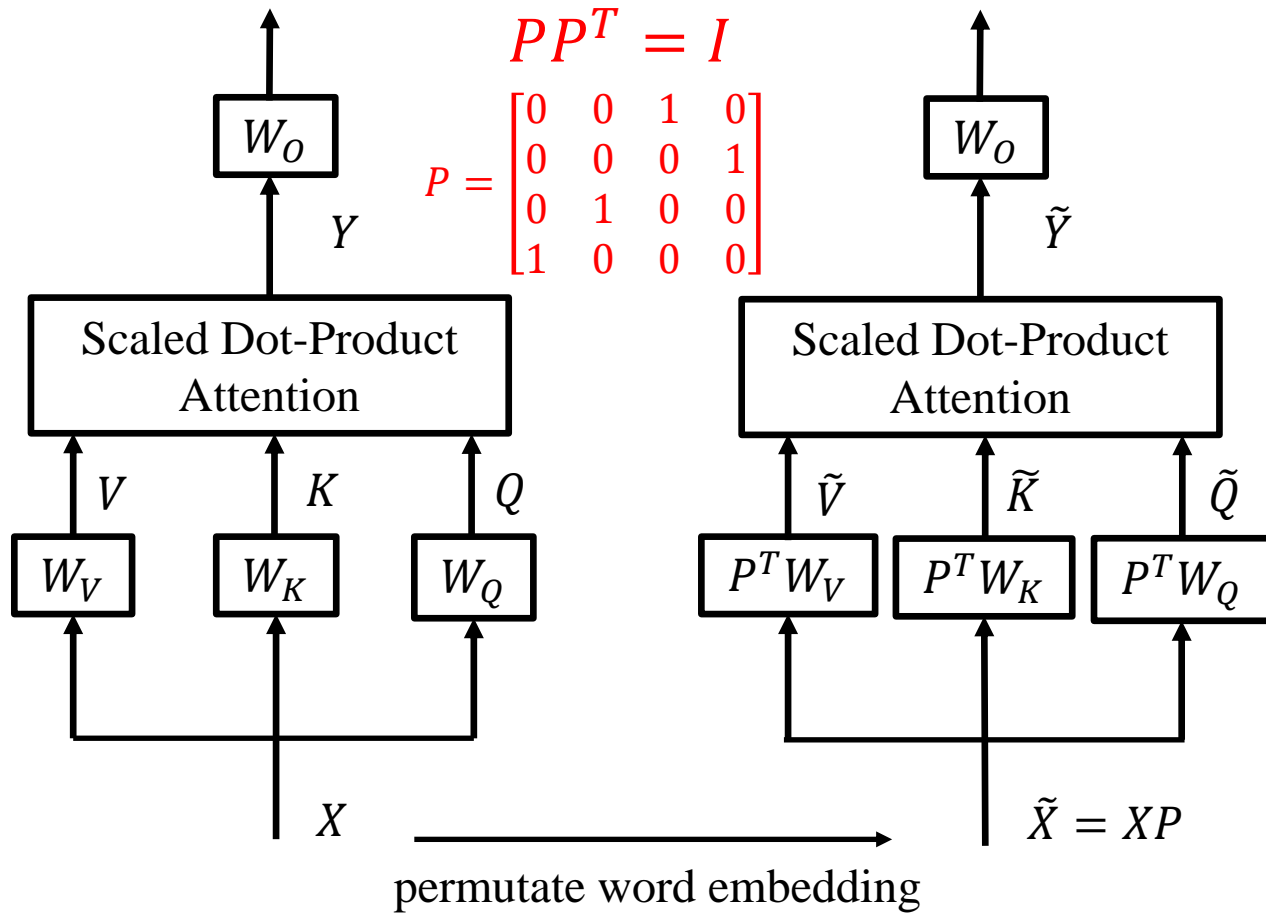 PP^T = I
P = [0 0 1 0
0 0 0 1
0 1 0 0
1 0 0 0]
W_O
Y
Scaled Dot-Product
Attention
V K Q
W_V W_K W_Q
X
W_O
Ỹ
Scaled Dot-Product
Attention
Ṽ K̃ Q̃
P^T W_V P^T W_K P^T W_Q
X̃ = XP
permutate word embedding